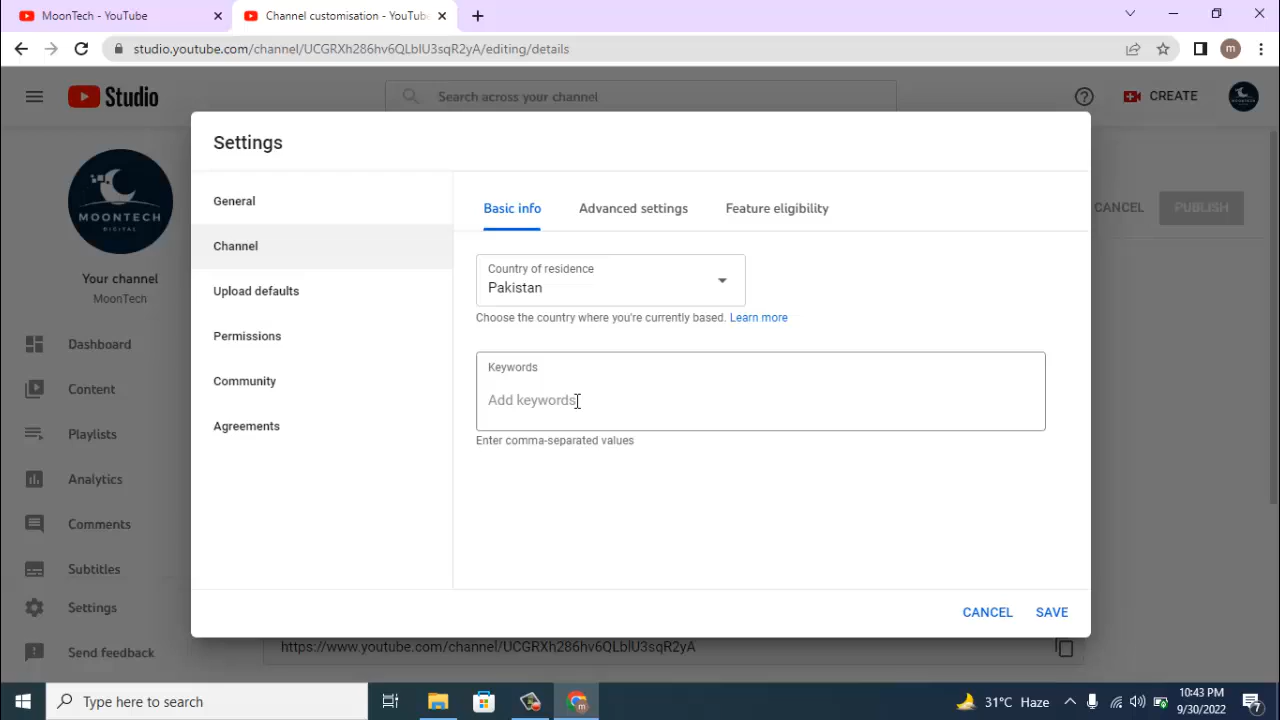 MoonTech - YouTube
Channel customisation - YouTube
studio.youtube.com/channel/UCGRXh286hv6QLblU3sqR2yA/editing/details
m
Studio
Search across your channel
CREATE
MOONTECH
DIGITAL
Your channel
MoonTech
Dashboard
Content
Playlists
Analytics
Comments
Subtitles
Settings
Send feedback
CANCEL
PUBLISH
Settings
General
Channel
Upload defaults
Permissions
Community
Agreements
Basic info
Advanced settings
Feature eligibility
Country of residence
Pakistan
Choose the country where you're currently based. Learn more
Keywords
Add keywords
Enter comma-separated values
CANCEL
SAVE
https://www.youtube.com/channel/UCGRXh286hv6QLblU3sqR2yA
Type here to search
m
31°C Haze
10:43 PM
9/30/2022
7